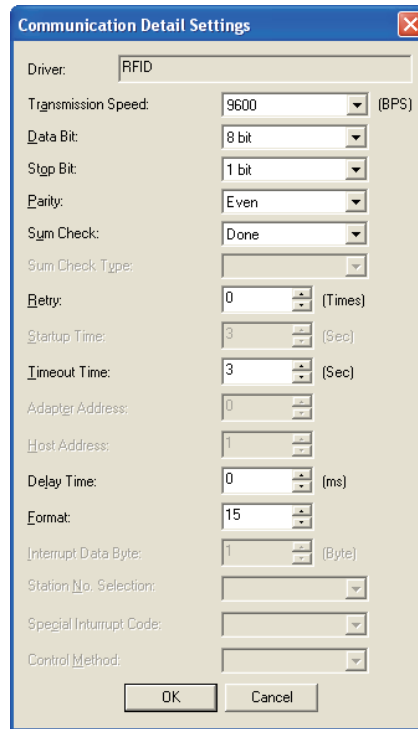 Communication Detail Settings
Driver: RFID
Transmission Speed: 9600 (BPS)
Data Bit: 8 bit
Stop Bit: 1 bit
Parity: Even
Sum Check: Done
Sum Check Type:
Retry: 0 (Times)
Startup Time: 3 (Sec)
Timeout Time: 3 (Sec)
Adapter Address: 0
Host Address: 1
Delay Time: 0 (ms)
Format: 15
Interrupt Data Byte: 1 (Byte)
Station No. Selection:
Special Inturrupt Code:
Control Method:
OK Cancel